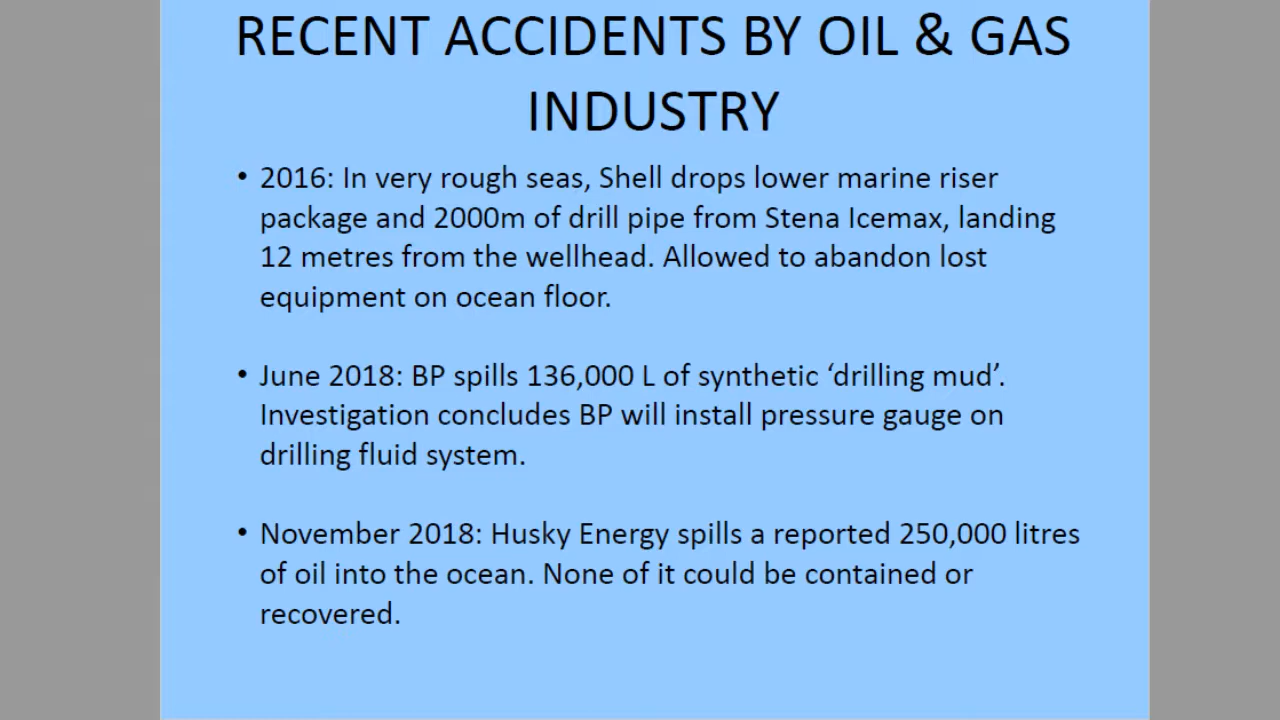 RECENT ACCIDENTS BY OIL & GAS
INDUSTRY
• 2016: In very rough seas, Shell drops lower marine riser
package and 2000m of drill pipe from Stena Icemax, landing
12 metres from the wellhead. Allowed to abandon lost
equipment on ocean floor.
• June 2018: BP spills 136,000 L of synthetic ‘drilling mud’.
Investigation concludes BP will install pressure gauge on
drilling fluid system.
• November 2018: Husky Energy spills a reported 250,000 litres
of oil into the ocean. None of it could be contained or
recovered.